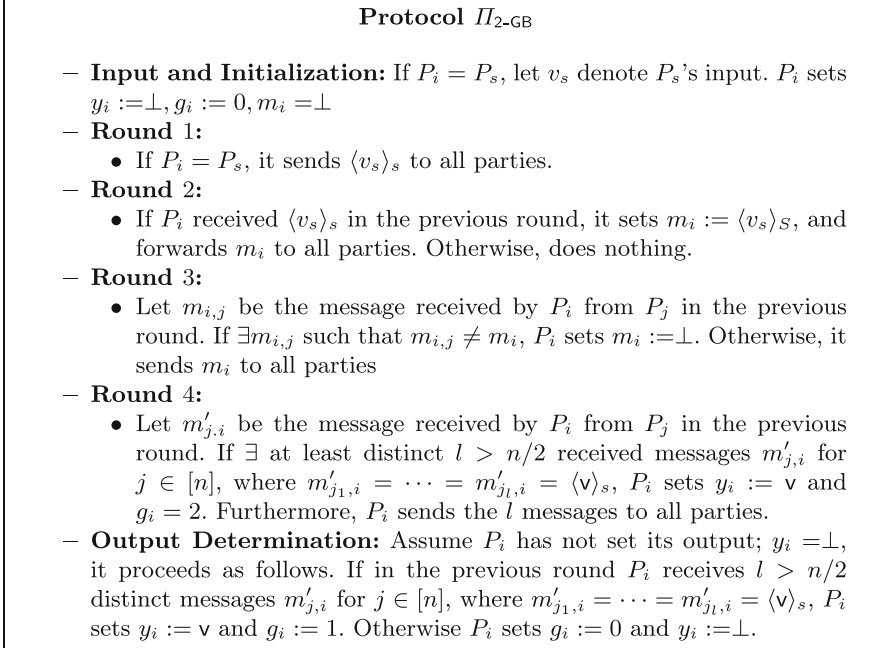 Protocol Π₂₋GB
– Input and Initialization: If Pᵢ = Pₛ, let vₛ denote Pₛ's input. Pᵢ sets
yᵢ :=⊥, gᵢ := 0, mᵢ =⊥
– Round 1:
• If Pᵢ = Pₛ, it sends ⟨vₛ⟩ₛ to all parties.
– Round 2:
• If Pᵢ received ⟨vₛ⟩ₛ in the previous round, it sets mᵢ := ⟨vₛ⟩_S, and
forwards mᵢ to all parties. Otherwise, does nothing.
– Round 3:
• Let m_{i,j} be the message received by Pᵢ from Pⱼ in the previous
round. If ∃m_{i,j} such that m_{i,j} ≠ mᵢ, Pᵢ sets mᵢ :=⊥. Otherwise, it
sends mᵢ to all parties
– Round 4:
• Let m′_{j.i} be the message received by Pᵢ from Pⱼ in the previous
round. If ∃ at least distinct l > n/2 received messages m′_{j,i} for
j ∈ [n], where m′_{j₁,i} = ⋯ = m′_{j_l,i} = ⟨v⟩ₛ, Pᵢ sets yᵢ := v and
gᵢ = 2. Furthermore, Pᵢ sends the l messages to all parties.
– Output Determination: Assume Pᵢ has not set its output; yᵢ =⊥,
it proceeds as follows. If in the previous round Pᵢ receives l > n/2
distinct messages m′_{j,i} for j ∈ [n], where m′_{j₁,i} = ⋯ = m′_{j_l,i} = ⟨v⟩ₛ, Pᵢ
sets yᵢ := v and gᵢ := 1. Otherwise Pᵢ sets gᵢ := 0 and yᵢ :=⊥.